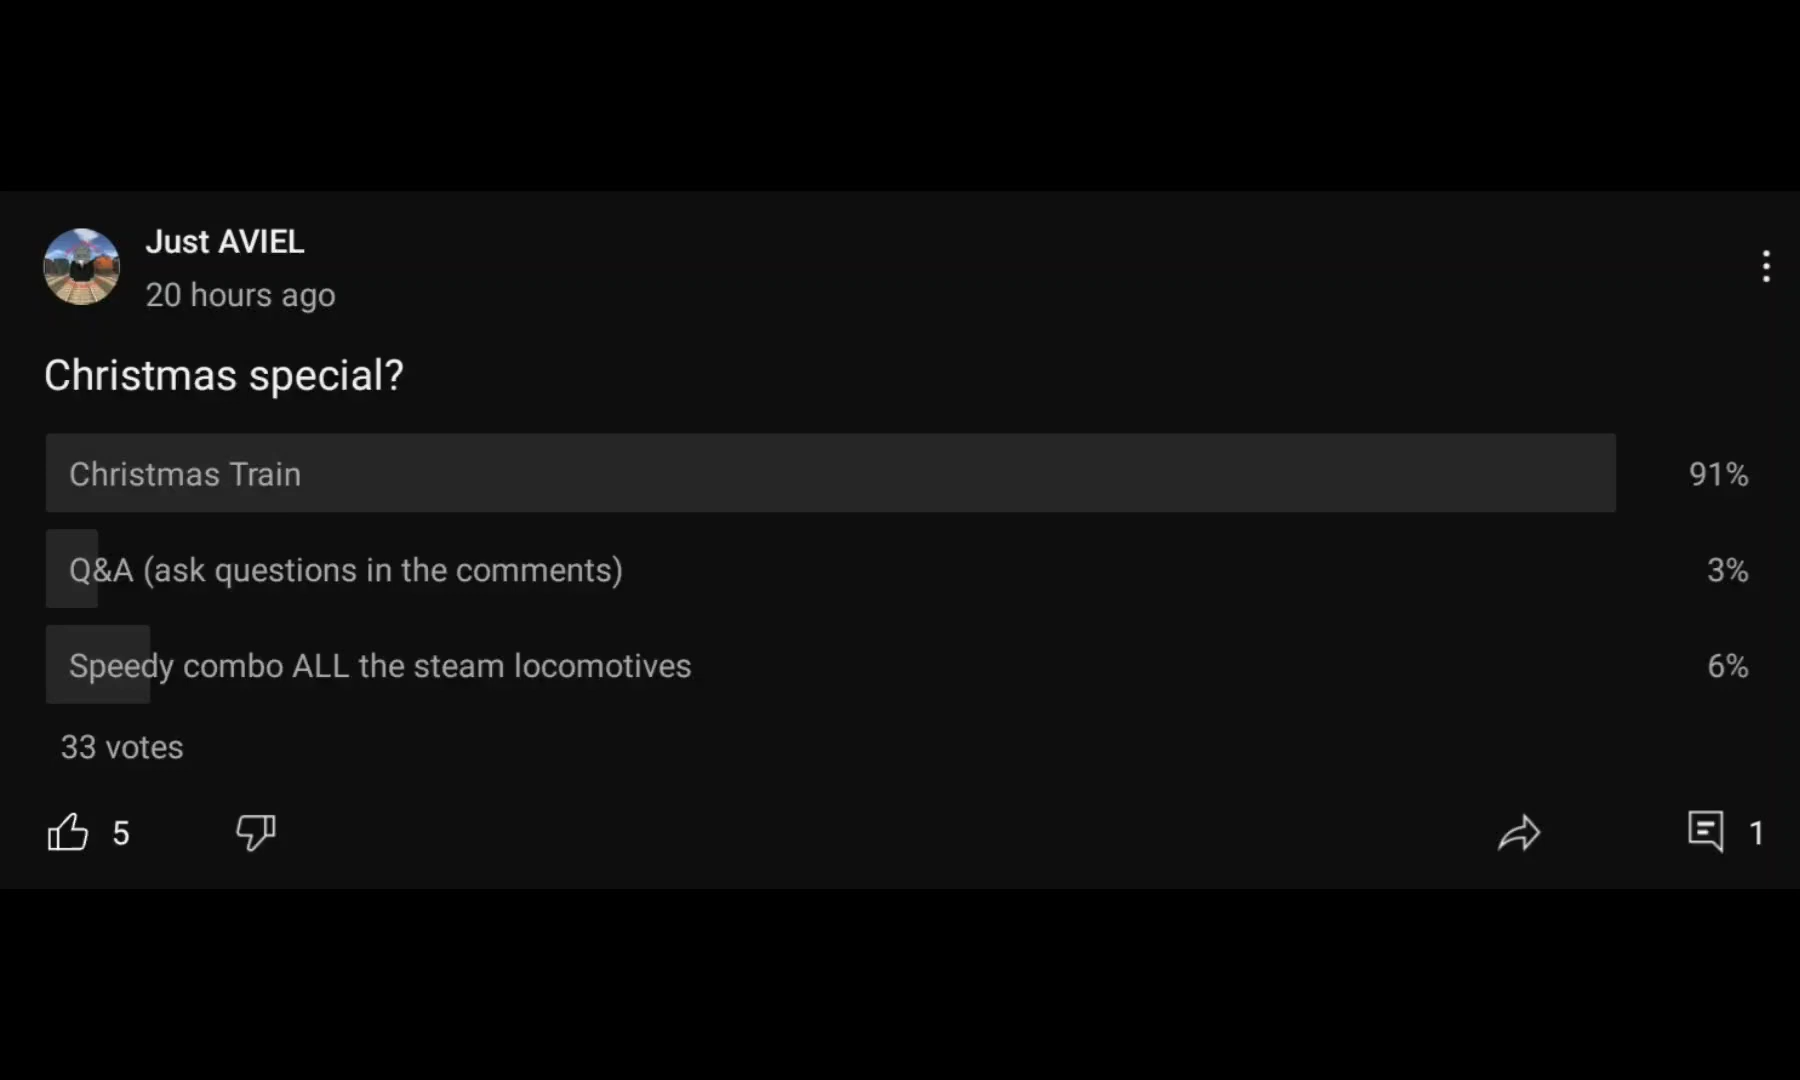 Just AVIEL
20 hours ago
Christmas special?
Christmas Train 91%
Q&A (ask questions in the comments) 3%
Speedy combo ALL the steam locomotives 6%
33 votes
5 1